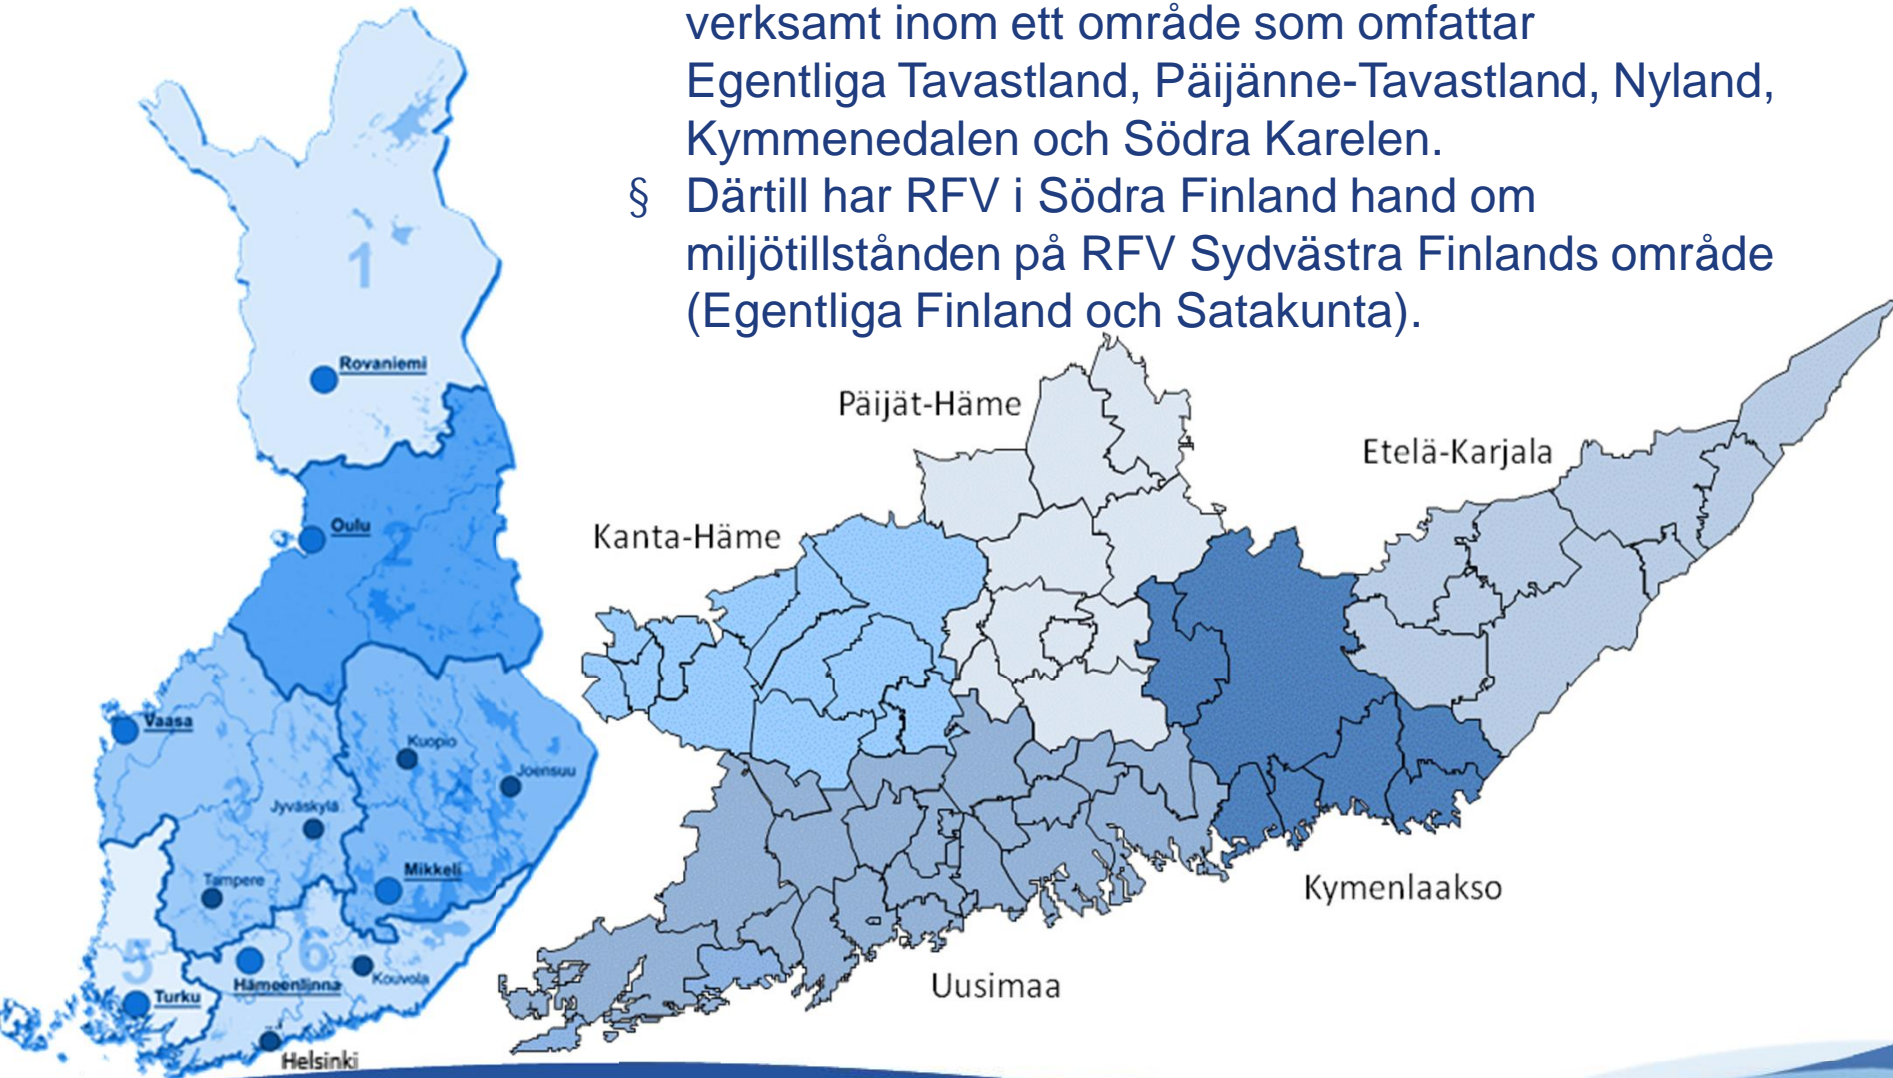 verksamt inom ett område som omfattar
Egentliga Tavastland, Päijänne-Tavastland, Nyland,
Kymmenedalen och Södra Karelen.
§ Därtill har RFV i Södra Finland hand om
miljötillstånden på RFV Sydvästra Finlands område
(Egentliga Finland och Satakunta).
1
Rovaniemi
Oulu
2
Vaasa
Kuopio
Joensuu
3
Jyväskylä
Mikkeli
Tampere
5
6
Hämeenlinna
Kouvola
Turku
Helsinki
Päijät-Häme
Etelä-Karjala
Kanta-Häme
Kymenlaakso
Uusimaa